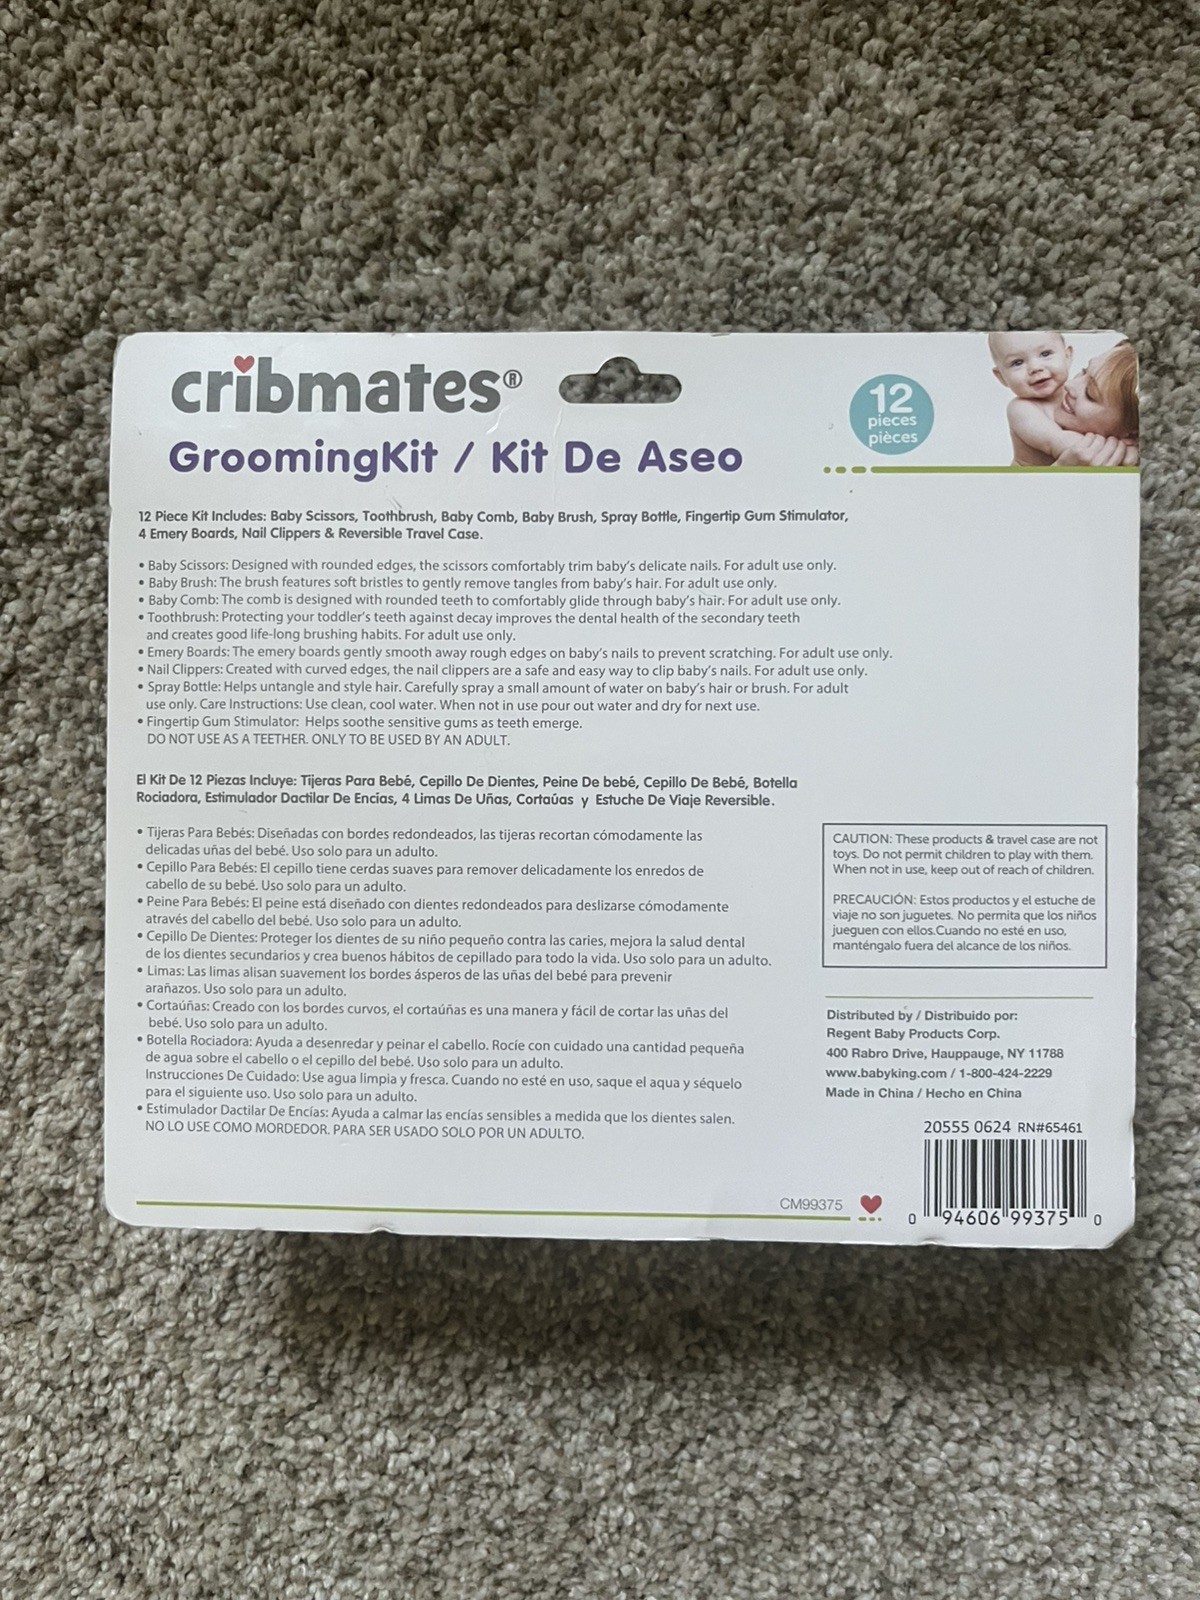 cribmates®
GroomingKit / Kit De Aseo
12
pieces
pièces
12 Piece Kit Includes: Baby Scissors, Toothbrush, Baby Comb, Baby Brush, Spray Bottle, Fingertip Gum Stimulator,
4 Emery Boards, Nail Clippers & Reversible Travel Case.
• Baby Scissors: Designed with rounded edges, the scissors comfortably trim baby's delicate nails. For adult use only.
• Baby Brush: The brush features soft bristles to gently remove tangles from baby's hair. For adult use only.
• Baby Comb: The comb is designed with rounded teeth to comfortably glide through baby's hair. For adult use only.
• Toothbrush: Protecting your toddler's teeth against decay improves the dental health of the secondary teeth
and creates good life-long brushing habits. For adult use only.
• Emery Boards: The emery boards gently smooth away rough edges on baby's nails to prevent scratching. For adult use only.
• Nail Clippers: Created with curved edges, the nail clippers are a safe and easy way to clip baby's nails. For adult use only.
• Spray Bottle: Helps untangle and style hair. Carefully spray a small amount of water on baby's hair or brush. For adult
use only. Care Instructions: Use clean, cool water. When not in use pour out water and dry for next use.
• Fingertip Gum Stimulator: Helps soothe sensitive gums as teeth emerge.
DO NOT USE AS A TEETHER. ONLY TO BE USED BY AN ADULT.
El Kit De 12 Piezas Incluye: Tijeras Para Bebé, Cepillo De Dientes, Peine De bebé, Cepillo De Bebé, Botella
Rociadora, Estimulador Dactilar De Encias, 4 Limas De Uñas, Cortaúas y Estuche De Viaje Reversible.
• Tijeras Para Bebés: Diseñadas con bordes redondeados, las tijeras recortan cómodamente las
delicadas uñas del bebé. Uso solo para un adulto.
• Cepillo Para Bebés: El cepillo tiene cerdas suaves para remover delicadamente los enredos de
cabello de su bebé. Uso solo para un adulto.
• Peine Para Bebés: El peine está diseñado con dientes redondeados para deslizarse cómodamente
através del cabello del bebé. Uso solo para un adulto.
• Cepillo De Dientes: Proteger los dientes de su niño pequeño contra las caries, mejora la salud dental
de los dientes secundarios y crea buenos hábitos de cepillado para todo la vida. Uso solo para un adulto.
• Limas: Las limas alisan suavement los bordes ásperos de las uñas del bebé para prevenir
arañazos. Uso solo para un adulto.
• Cortaúñas: Creado con los bordes curvos, el cortaúñas es una manera y fácil de cortar las uñas del
bebé. Uso solo para un adulto.
• Botella Rociadora: Ayuda a desenredar y peinar el cabello. Rocíe con cuidado una cantidad pequeña
de agua sobre el cabello o el cepillo del bebé. Uso solo para un adulto.
Instrucciones De Cuidado: Use agua limpia y fresca. Cuando no esté en uso, saque el aqua y séquelo
para el siguiente uso. Uso solo para un adulto.
• Estimulador Dactilar De Encías: Ayuda a calmar las encías sensibles a medida que los dientes salen.
NO LO USE COMO MORDEDOR. PARA SER USADO SOLO POR UN ADULTO.
CAUTION: These products & travel case are not
toys. Do not permit children to play with them.
When not in use, keep out of reach of children.
PRECAUCIÓN: Estos productos y el estuche de
viaje no son juguetes. No permita que los niños
jueguen con ellos.Cuando no esté en uso,
manténgalo fuera del alcance de los niños.
Distributed by / Distribuido por:
Regent Baby Products Corp.
400 Rabro Drive, Hauppauge, NY 11788
www.babyking.com / 1-800-424-2229
Made in China / Hecho en China
20555 0624 RN#65461
CM99375
0 94606 99375 0